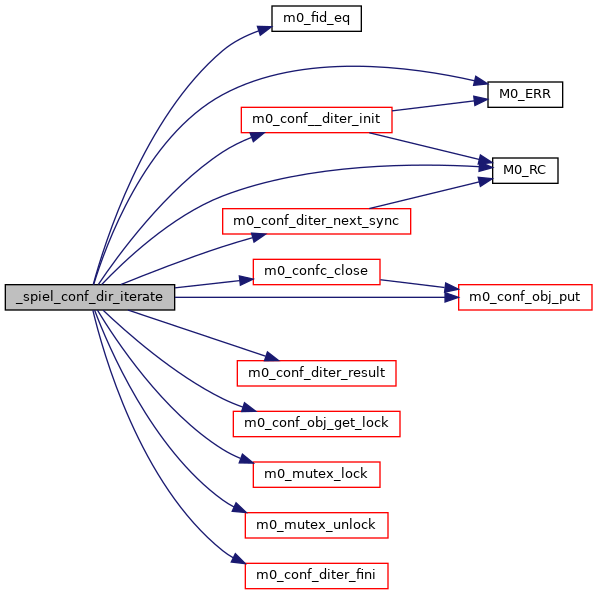 m0_fid_eq
M0_ERR
m0_conf__diter_init
M0_RC
m0_conf_diter_next_sync
m0_confc_close
_spiel_conf_dir_iterate
m0_conf_obj_put
m0_conf_diter_result
m0_conf_obj_get_lock
m0_mutex_lock
m0_mutex_unlock
m0_conf_diter_fini